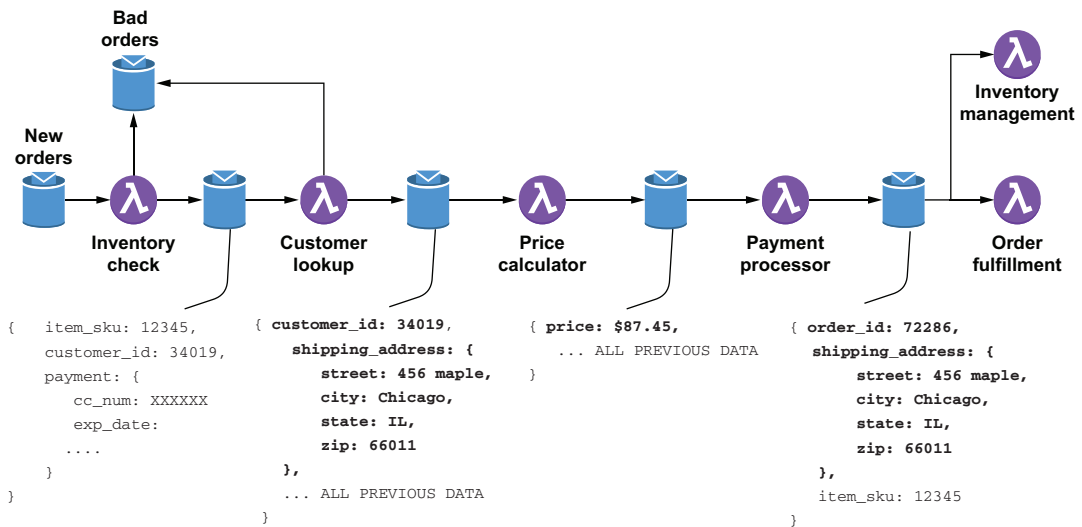 Bad
orders
New
orders
Inventory
check
Customer
lookup
Price
calculator
Payment
processor
Inventory
management
Order
fulfillment
λ
λ
λ
λ
λ
λ
{ item_sku: 12345,
customer_id: 34019,
payment: {
cc_num: XXXXXX
exp_date:
....
}
}
{ customer_id: 34019,
shipping_address: {
street: 456 maple,
city: Chicago,
state: IL,
zip: 66011
},
... ALL PREVIOUS DATA
}
{ price: $87.45,
... ALL PREVIOUS DATA
}
{ order_id: 72286,
shipping_address: {
street: 456 maple,
city: Chicago,
state: IL,
zip: 66011
},
item_sku: 12345
}